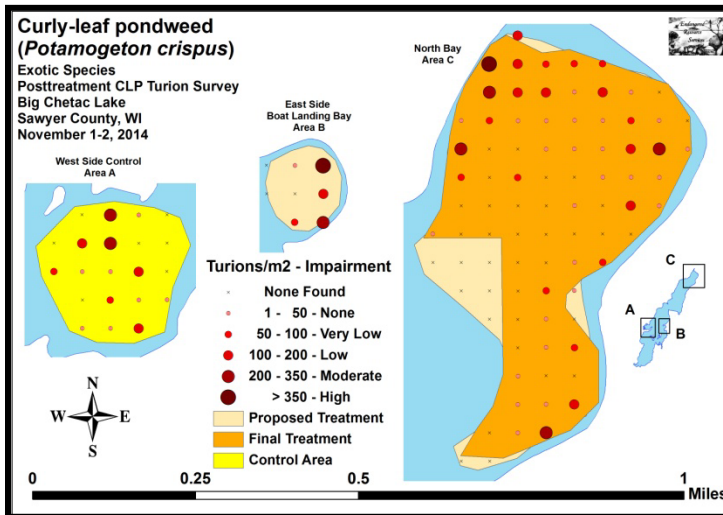 Curly-leaf pondweed
(Potamogeton crispus)
Exotic Species
Posttreatment CLP Turion Survey
Big Chetac Lake
Sawyer County, WI
November 1-2, 2014
North Bay
Area C
Endangered
Resource
Services
East Side
Boat Landing Bay
Area B
West Side Control
Area A
Turions/m2 - Impairment
None Found
1 - 50 - None
50 - 100 - Very Low
100 - 200 - Low
200 - 350 - Moderate
> 350 - High
Proposed Treatment
Final Treatment
Control Area
C
A
B
N
W E
S
0 0.25 0.5 1
Miles